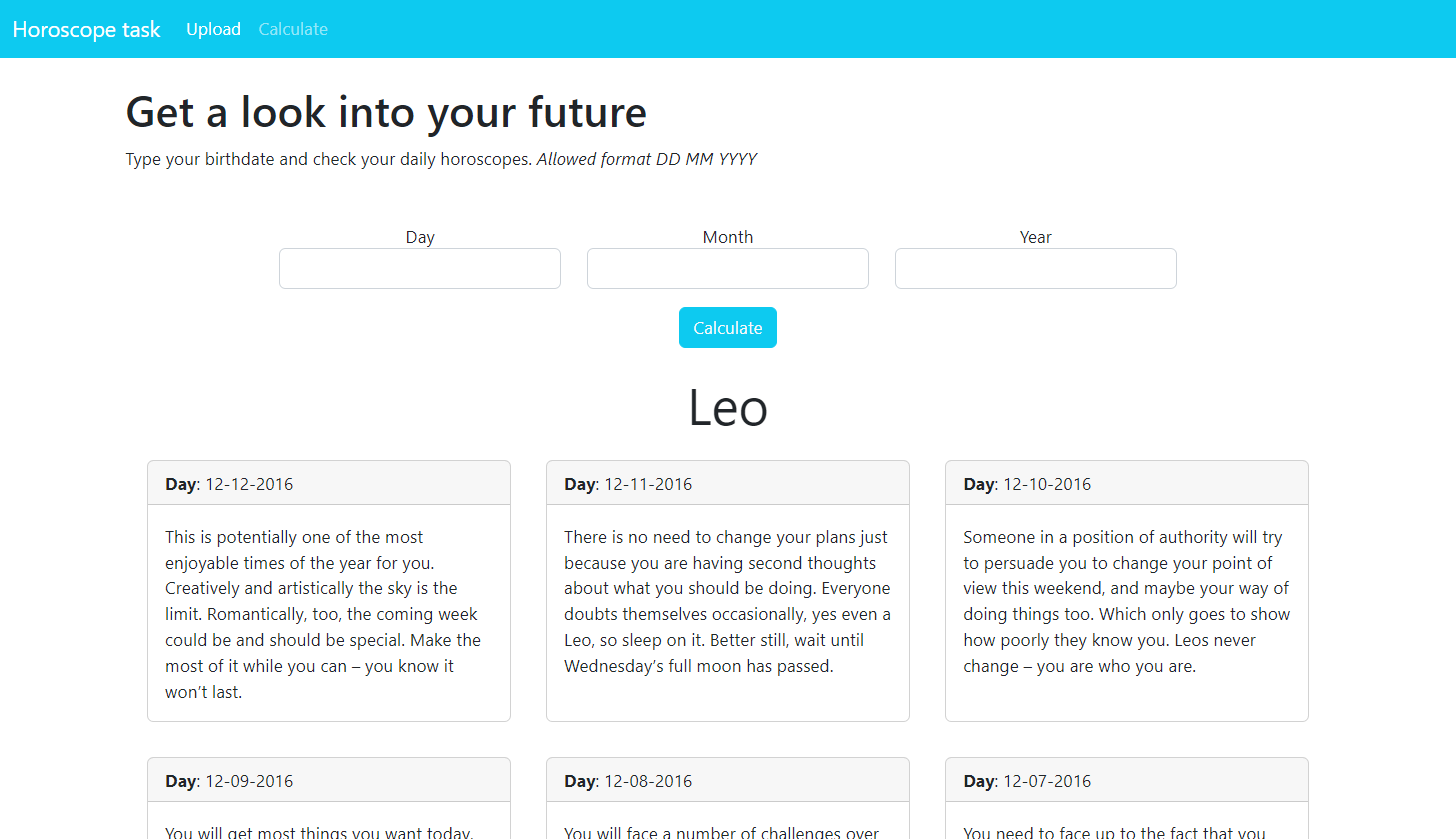 Horoscope task Upload Calculate
Get a look into your future
Type your birthdate and check your daily horoscopes. Allowed format DD MM YYYY
Day Month Year
Calculate
Leo
Day: 12-12-2016
This is potentially one of the most
enjoyable times of the year for you.
Creatively and artistically the sky is the
limit. Romantically, too, the coming week
could be and should be special. Make the
most of it while you can – you know it
won’t last.
Day: 12-11-2016
There is no need to change your plans just
because you are having second thoughts
about what you should be doing. Everyone
doubts themselves occasionally, yes even a
Leo, so sleep on it. Better still, wait until
Wednesday’s full moon has passed.
Day: 12-10-2016
Someone in a position of authority will try
to persuade you to change your point of
view this weekend, and maybe your way of
doing things too. Which only goes to show
how poorly they know you. Leos never
change – you are who you are.
Day: 12-09-2016
You will get most things you want today,
Day: 12-08-2016
You will face a number of challenges over
Day: 12-07-2016
You need to face up to the fact that you